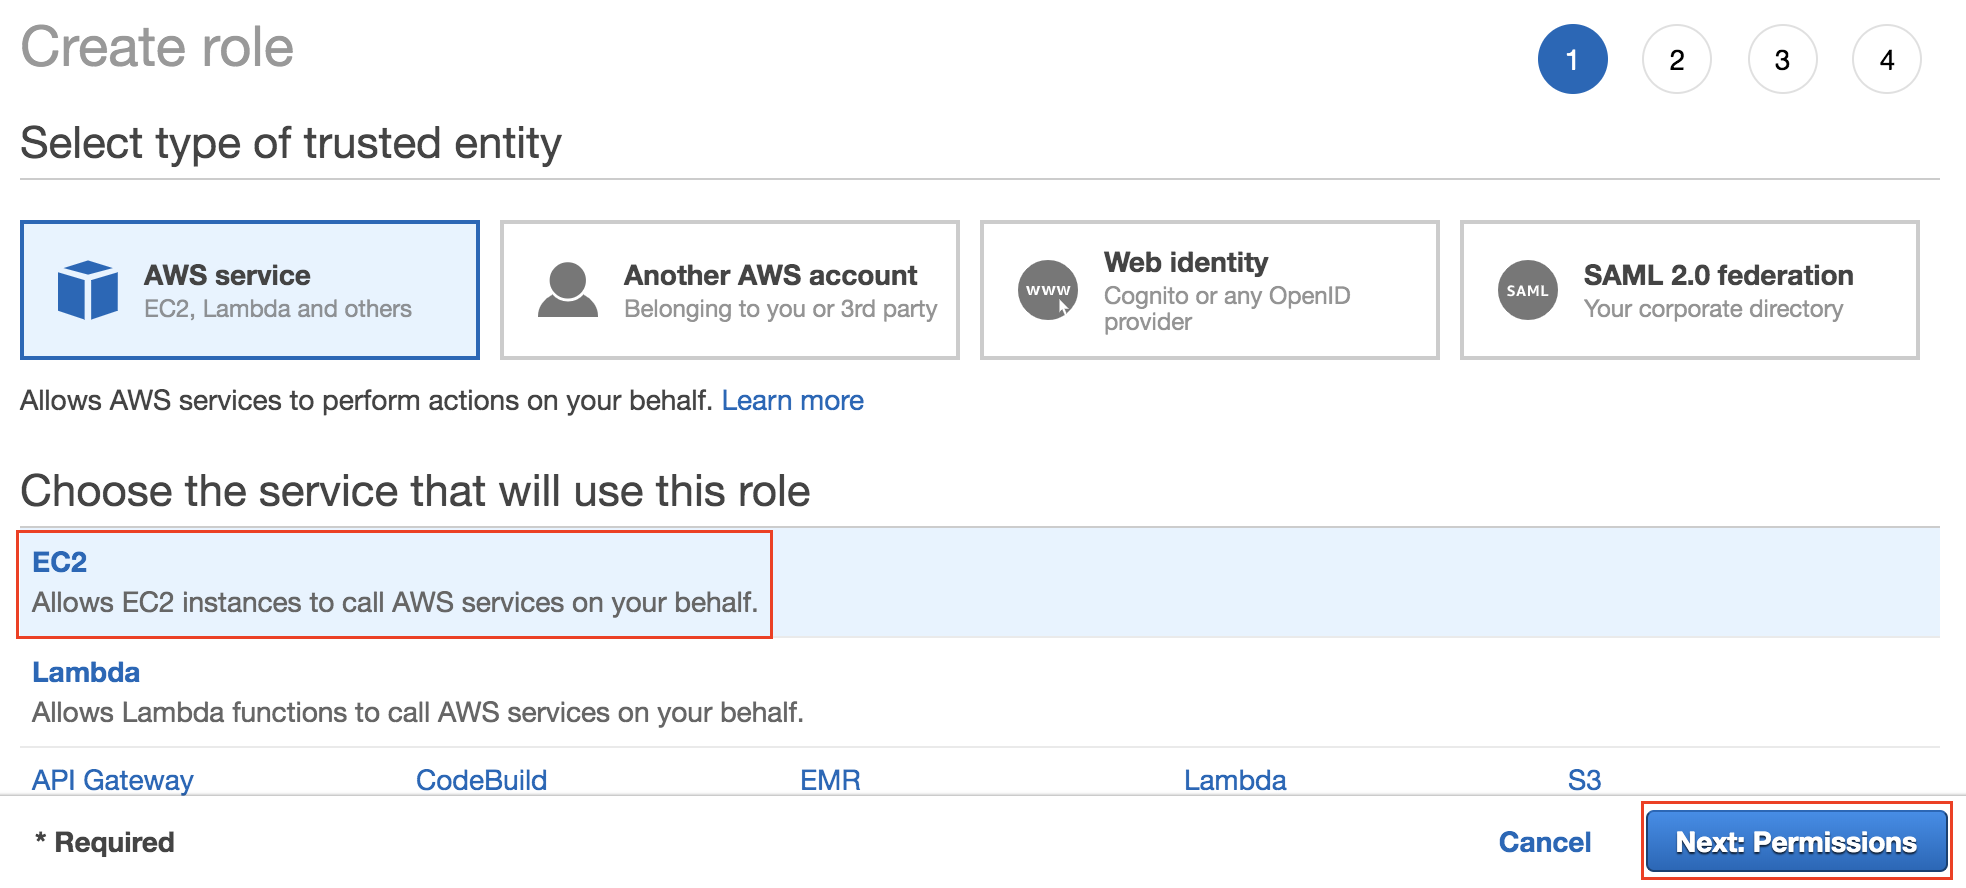 Create role
1 2 3 4
Select type of trusted entity
AWS service
EC2, Lambda and others
Another AWS account
Belonging to you or 3rd party
www
Web identity
Cognito or any OpenID
provider
SAML
SAML 2.0 federation
Your corporate directory
Allows AWS services to perform actions on your behalf. Learn more
Choose the service that will use this role
EC2
Allows EC2 instances to call AWS services on your behalf.
Lambda
Allows Lambda functions to call AWS services on your behalf.
API Gateway CodeBuild EMR Lambda S3
* Required Cancel Next: Permissions